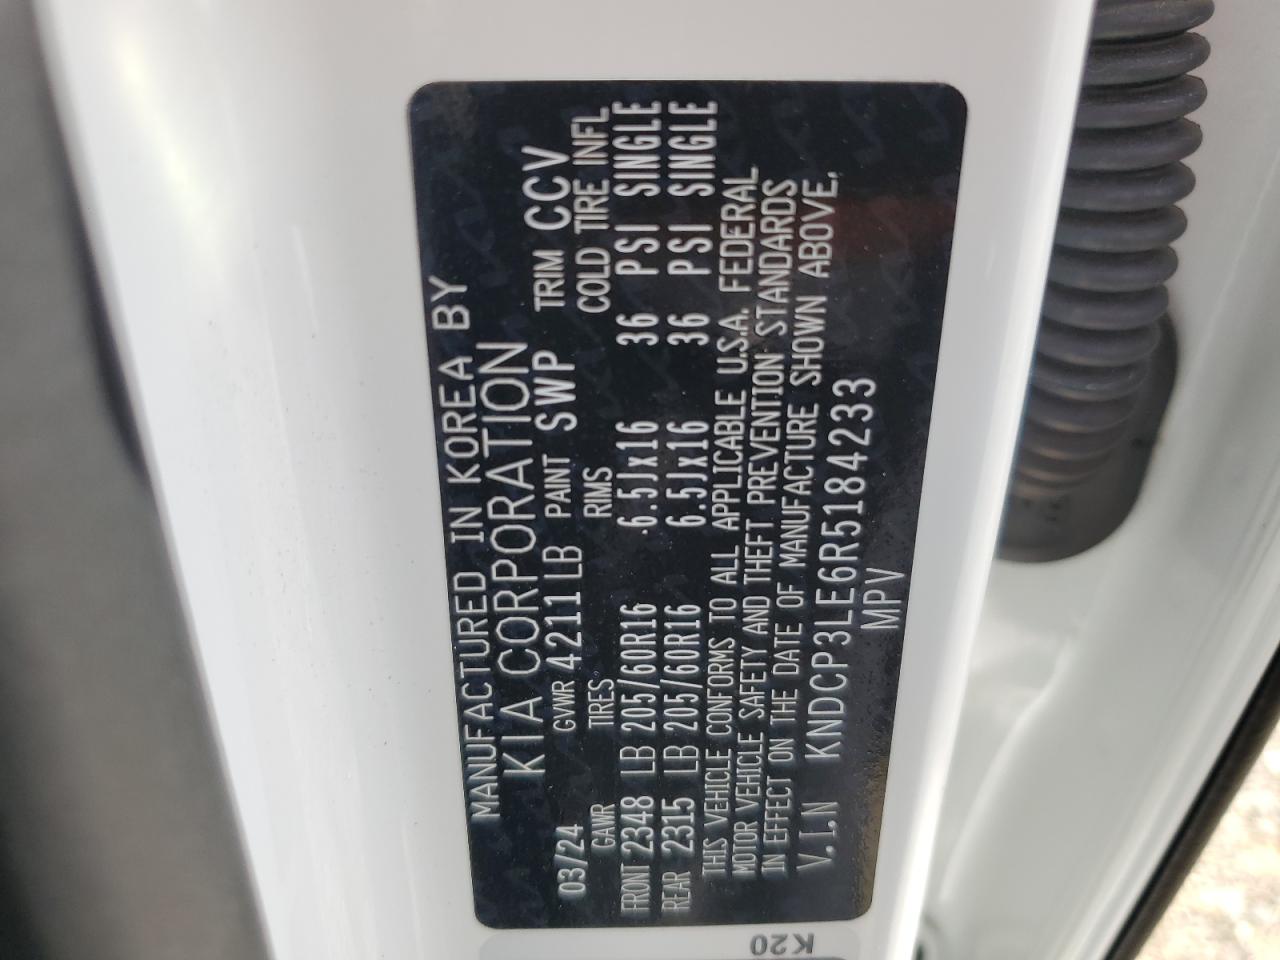 MANUFACTURED IN KOREA BY
KIA CORPORATION
03/24 GVWR 4211 LB PAINT SWP TRIM CCV
GAWR TIRES RIMS COLD TIRE INFL
FRONT 2348 LB 205/60R16 6.5Jx16 36 PSI SINGLE
REAR 2315 LB 205/60R16 6.5Jx16 36 PSI SINGLE
THIS VEHICLE CONFORMS TO ALL APPLICABLE U.S.A. FEDERAL
MOTOR VEHICLE SAFETY AND THEFT PREVENTION STANDARDS
IN EFFECT ON THE DATE OF MANUFACTURE SHOWN ABOVE.
V.I.N KNDCP3LE6R5184233
MPV
K20